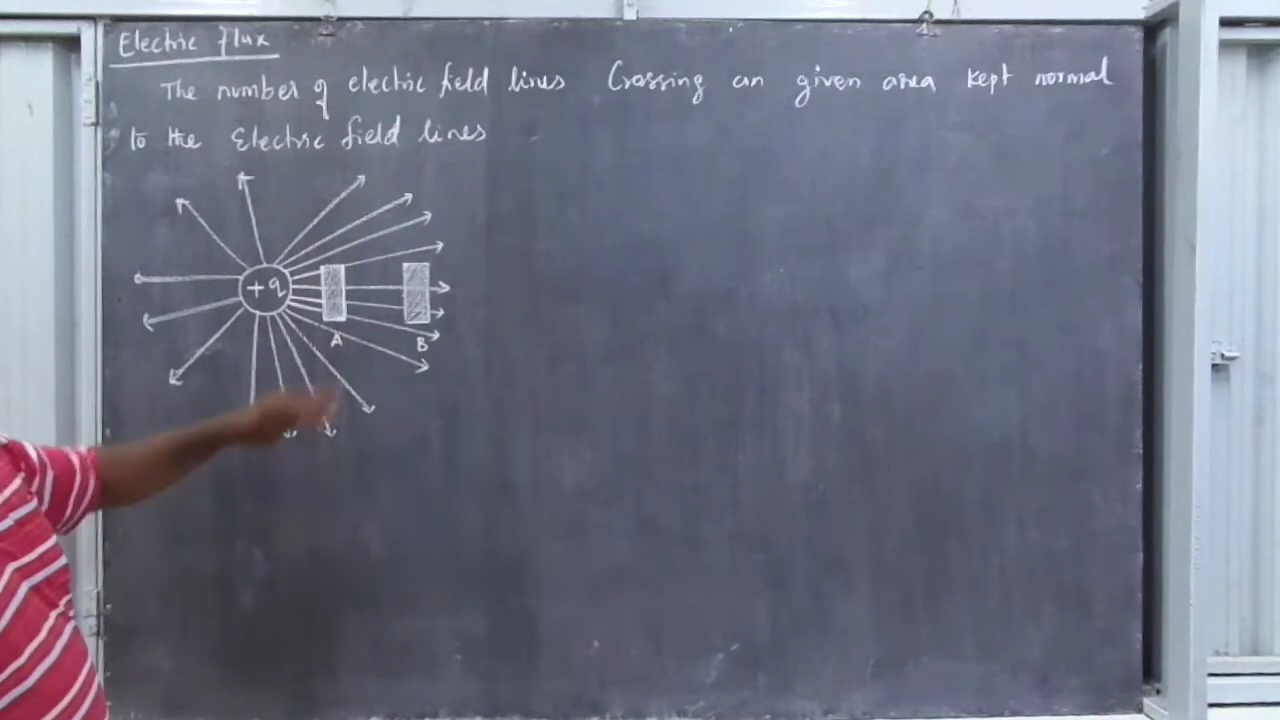 Electric flux
The number of electric field lines Crossing an given area kept normal
to the Electric field lines
+q
A
B